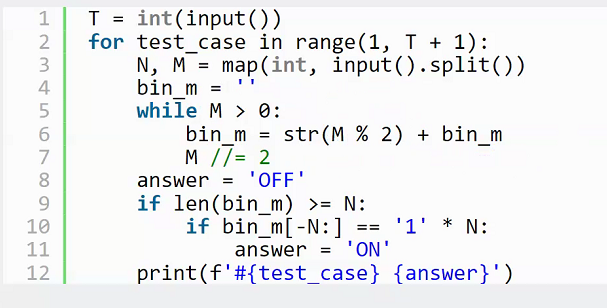 1 T = int(input())
2 for test_case in range(1, T + 1):
3     N, M = map(int, input().split())
4     bin_m = ''
5     while M > 0:
6         bin_m = str(M % 2) + bin_m
7         M //= 2
8     answer = 'OFF'
9     if len(bin_m) >= N:
10         if bin_m[-N:] == '1' * N:
11             answer = 'ON'
12     print(f'#{test_case} {answer}')